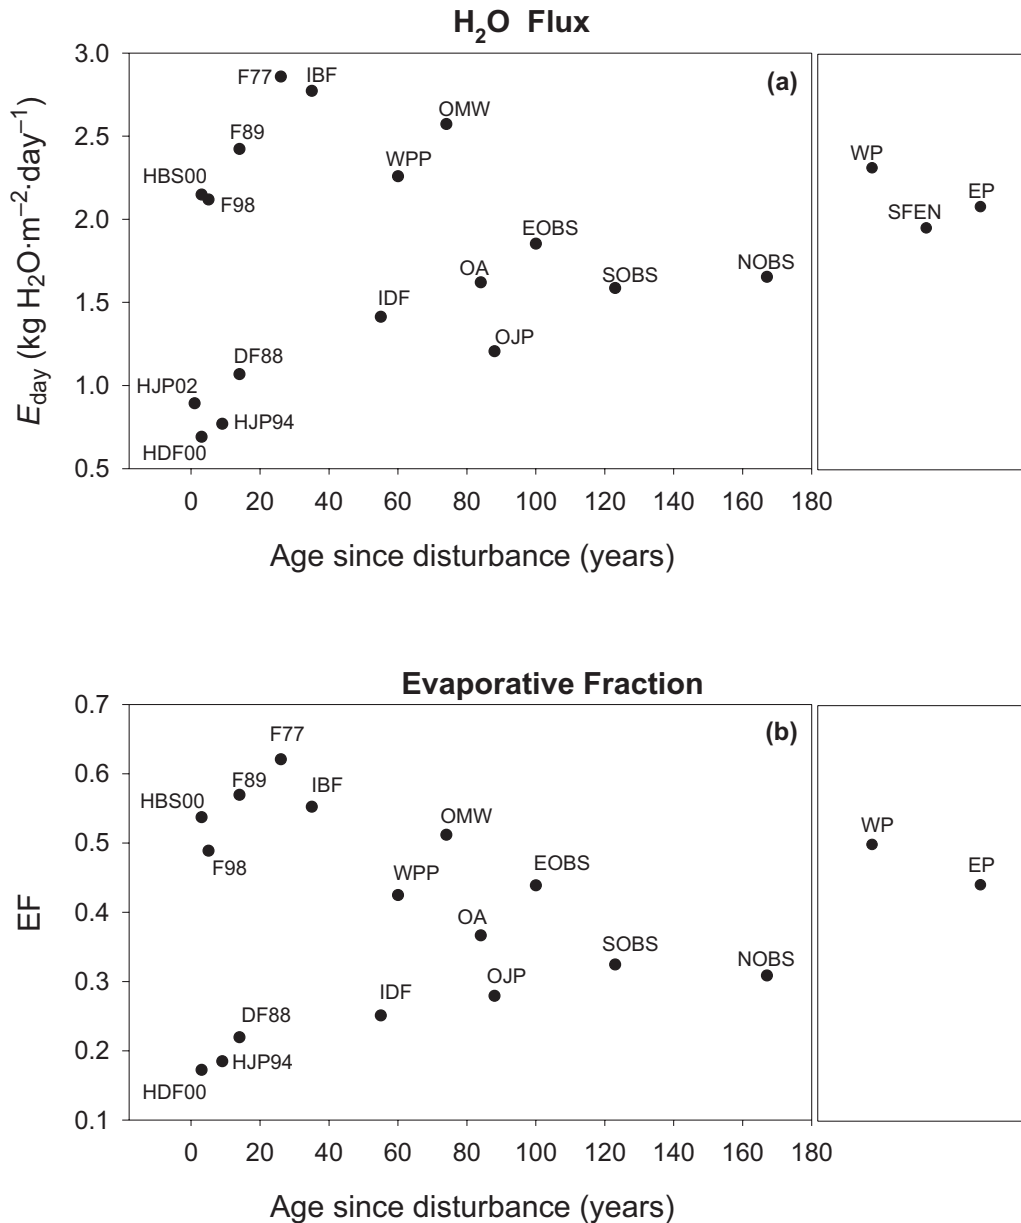 H₂O Flux
3.0
2.5
2.0
1.5
1.0
0.5
E_day (kg H₂O·m⁻²·day⁻¹)
(a)
F77
IBF
OMW
F89
WPP
HBS00
F98
EOBS
OA
NOBS
SOBS
IDF
OJP
DF88
HJP02
HJP94
HDF00
WP
EP
SFEN
0 20 40 60 80 100 120 140 160 180
Age since disturbance (years)
Evaporative Fraction
0.7
0.6
0.5
0.4
0.3
0.2
0.1
EF
(b)
F77
F89
IBF
HBS00
OMW
F98
WPP
EOBS
OA
SOBS
NOBS
OJP
IDF
DF88
HJP94
HDF00
WP
EP
0 20 40 60 80 100 120 140 160 180
Age since disturbance (years)